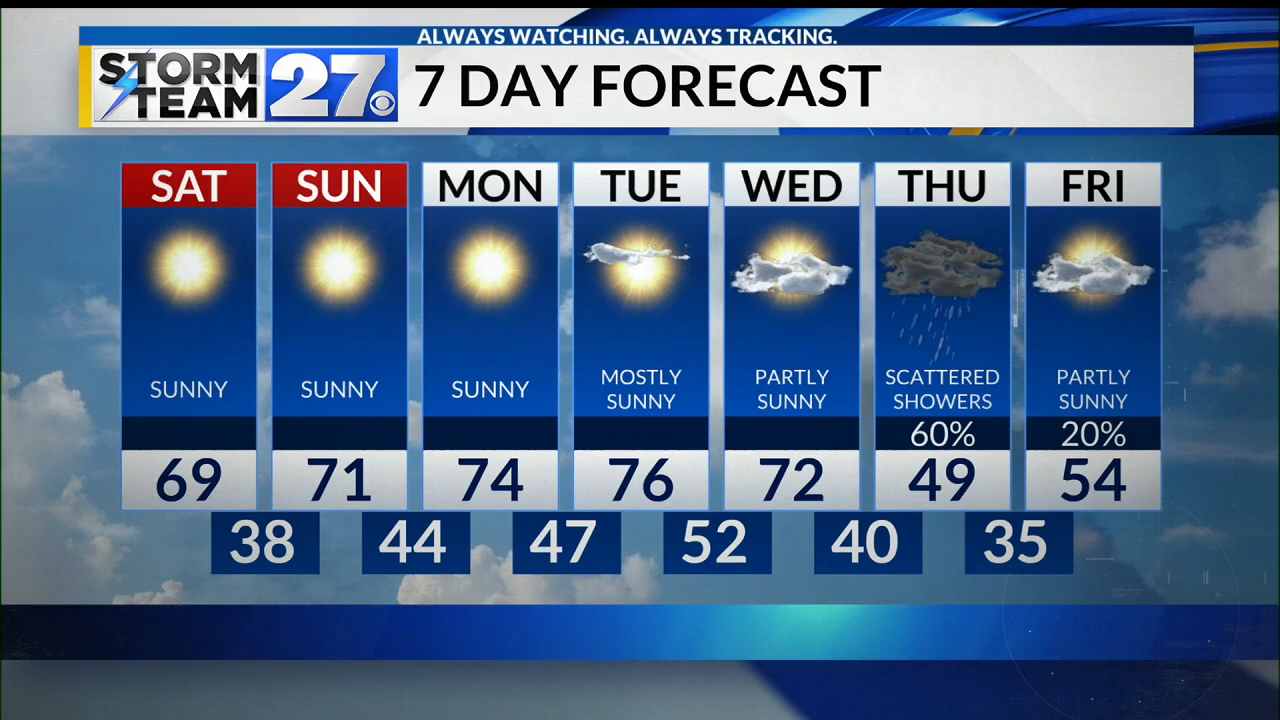 ALWAYS WATCHING. ALWAYS TRACKING.
STORM
TEAM
27
7 DAY FORECAST
SAT SUN MON TUE WED THU FRI
SUNNY SUNNY SUNNY MOSTLY SUNNY PARTLY SUNNY SCATTERED SHOWERS PARTLY SUNNY
60% 20%
69 71 74 76 72 49 54
38 44 47 52 40 35